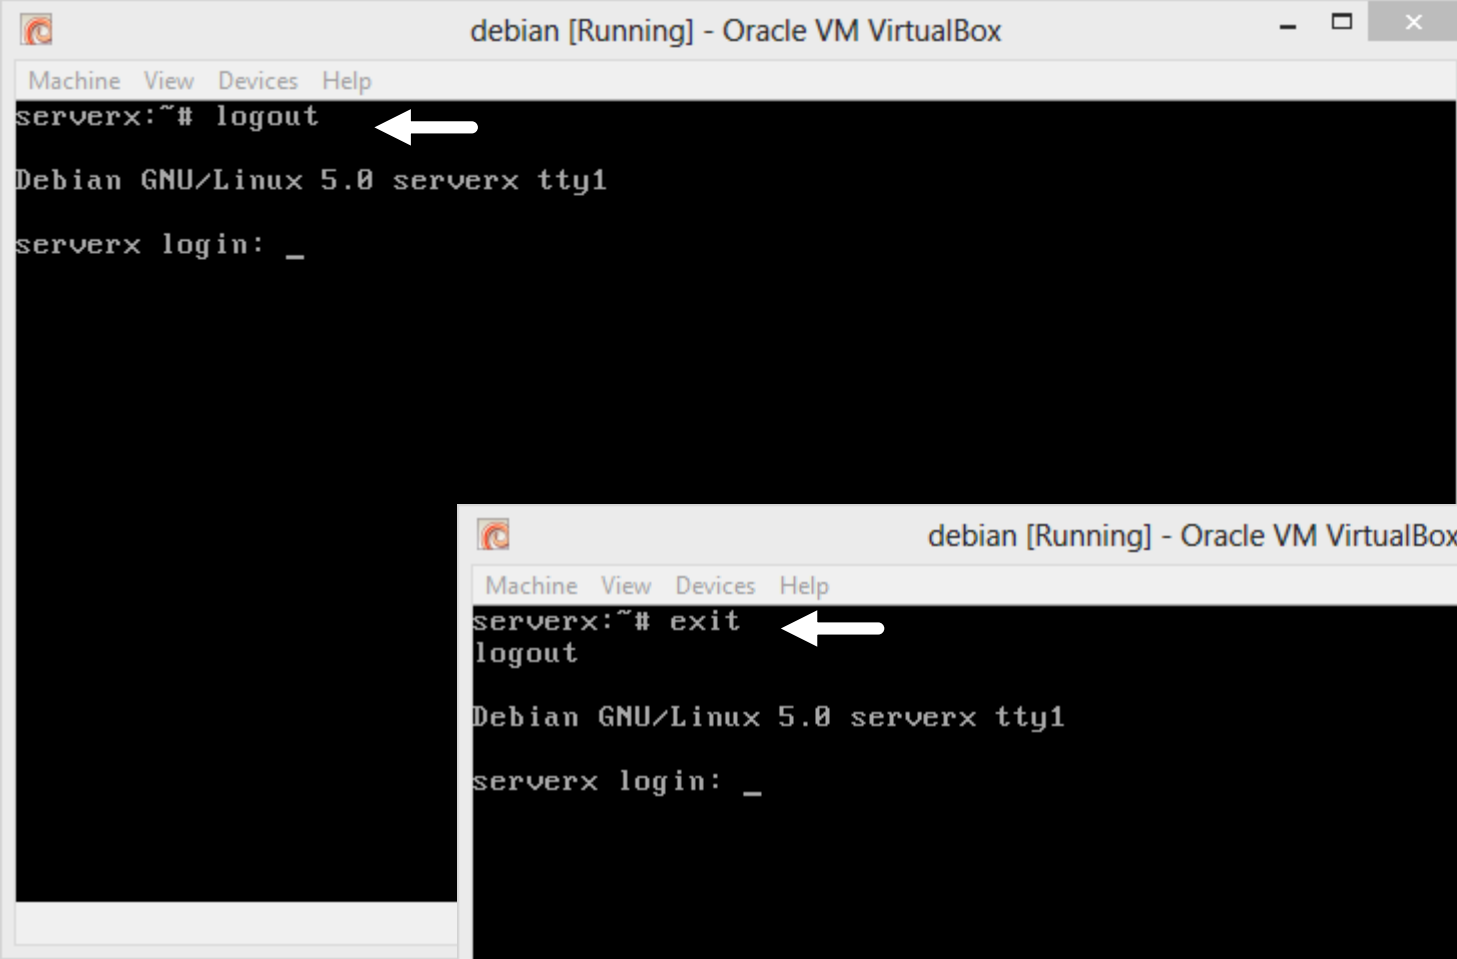 debian [Running] - Oracle VM VirtualBox
Machine View Devices Help
serverx:~# logout
Debian GNU/Linux 5.0 serverx tty1
serverx login: _
debian [Running] - Oracle VM VirtualBox
Machine View Devices Help
serverx:~# exit
logout
Debian GNU/Linux 5.0 serverx tty1
serverx login: _